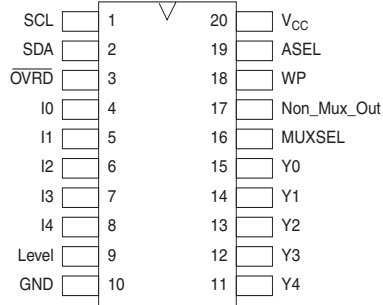 SCL 1 20 VCC
SDA 2 19 ASEL
OVRD 3 18 WP
I0 4 17 Non_Mux_Out
I1 5 16 MUXSEL
I2 6 15 Y0
I3 7 14 Y1
I4 8 13 Y2
Level 9 12 Y3
GND 10 11 Y4